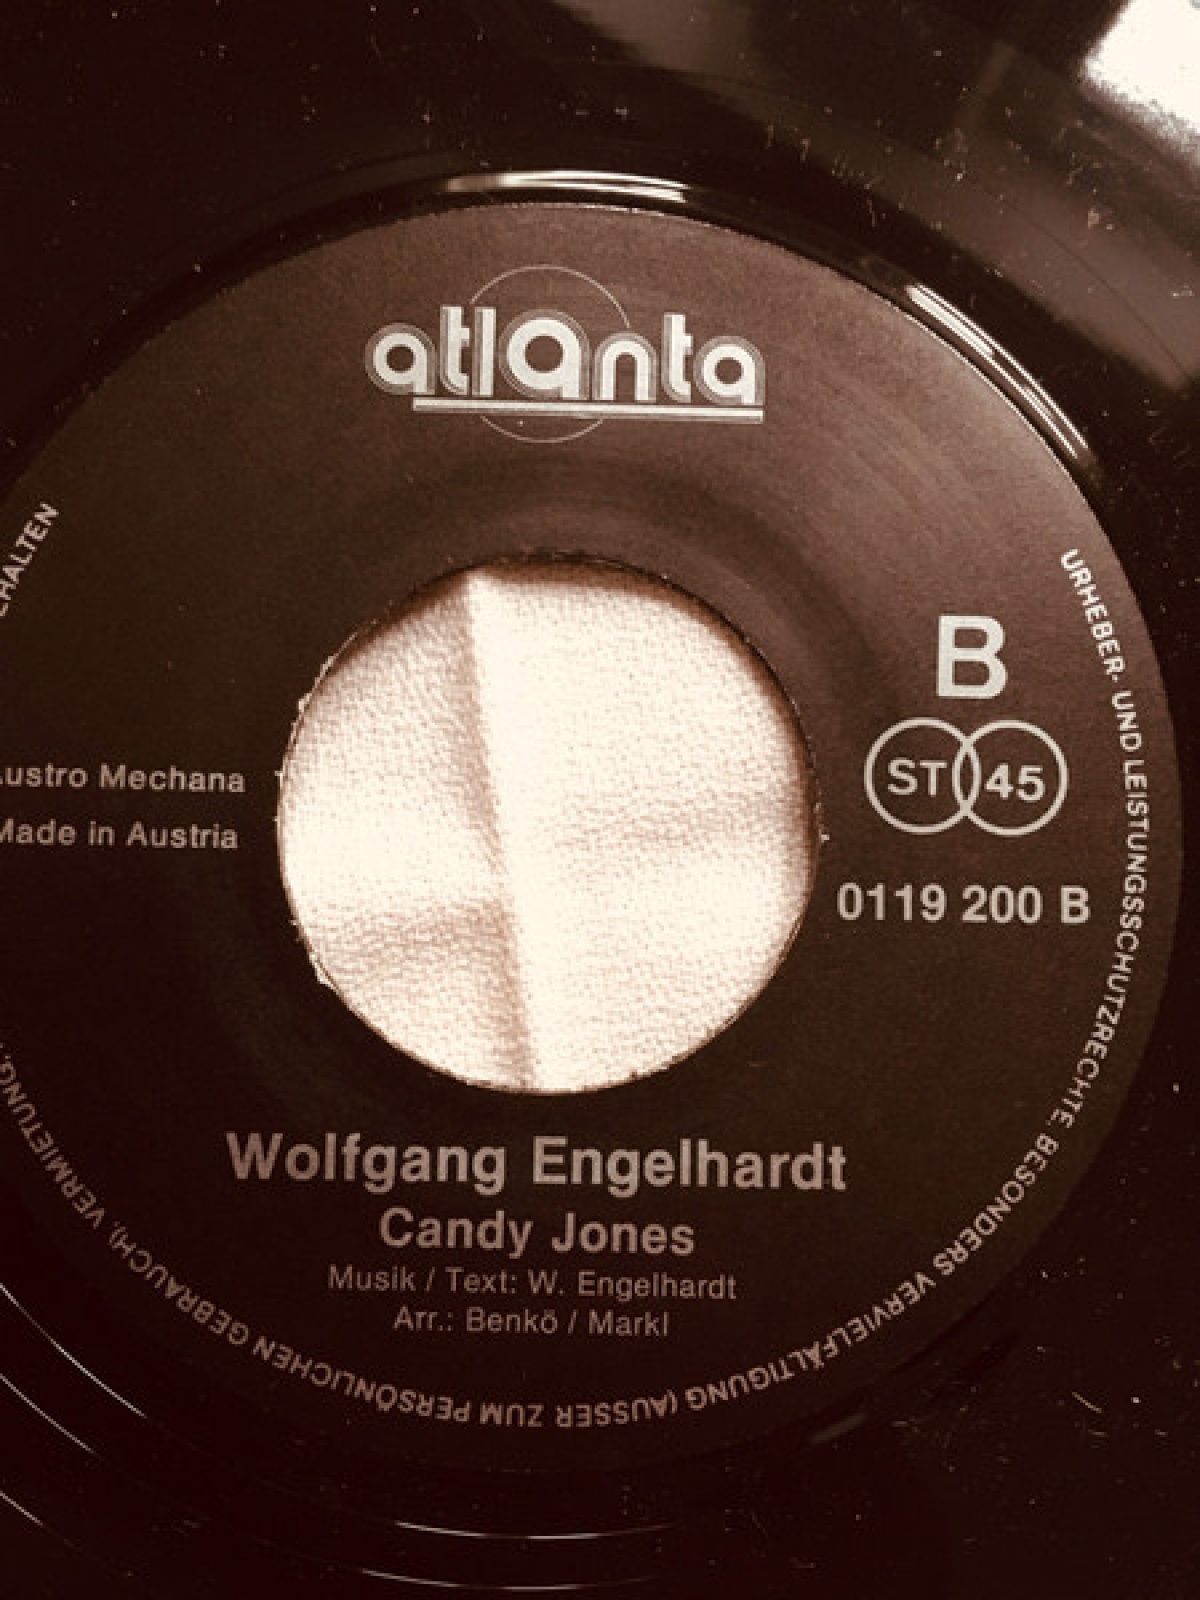 atlanta
B
ST 45
0119 200 B
Mechana
Made in Austria
Wolfgang Engelhardt
Candy Jones
Musik / Text: W. Engelhardt
Arr.: Benkö / Markl
URHEBER- UND LEISTUNGSSCHUTZRECHTE, BESONDERS VERVIELFÄLTIGUNG (AUSSER ZUM PERSÖNLICHEN GEBRAUCH), VERMIETUNG,